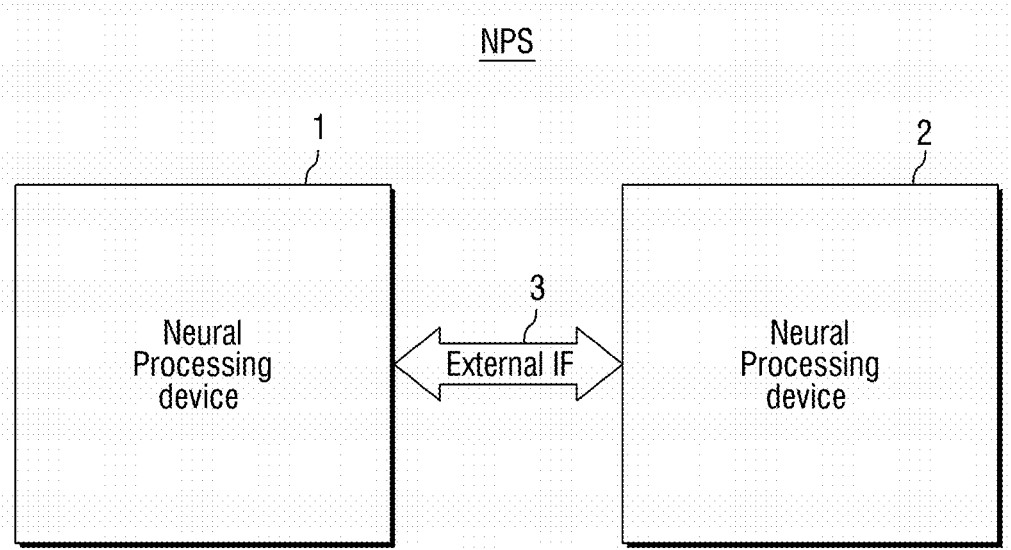 NPS
1
2
3
Neural
Processing
device
External IF
Neural
Processing
device